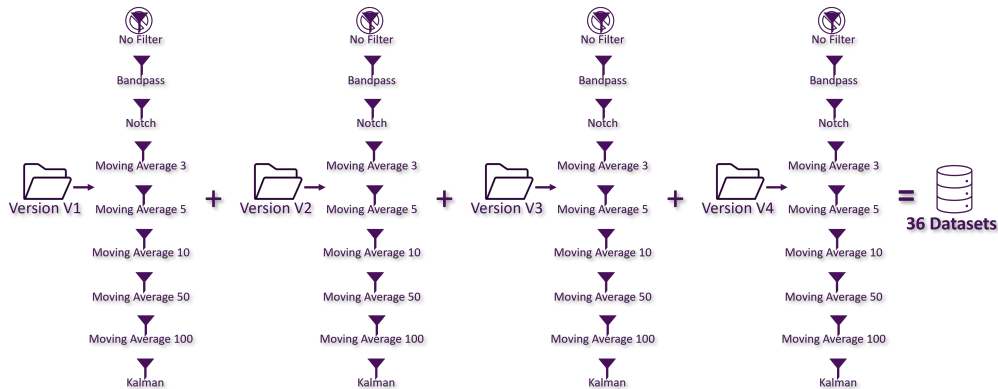 No Filter
Bandpass
Notch
Moving Average 3
Version V1
Moving Average 5
Moving Average 10
Moving Average 50
Moving Average 100
Kalman
+
No Filter
Bandpass
Notch
Moving Average 3
Version V2
Moving Average 5
Moving Average 10
Moving Average 50
Moving Average 100
Kalman
+
No Filter
Bandpass
Notch
Moving Average 3
Version V3
Moving Average 5
Moving Average 10
Moving Average 50
Moving Average 100
Kalman
+
No Filter
Bandpass
Notch
Moving Average 3
Version V4
Moving Average 5
Moving Average 10
Moving Average 50
Moving Average 100
Kalman
=
36 Datasets